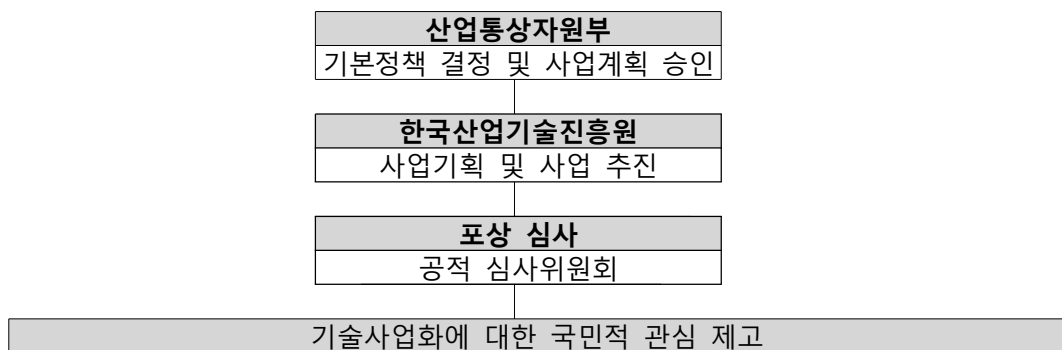 산업통상자원부
기본정책 결정 및 사업계획 승인
한국산업기술진흥원
사업기획 및 사업 추진
포상 심사
공적 심사위원회
기술사업화에 대한 국민적 관심 제고